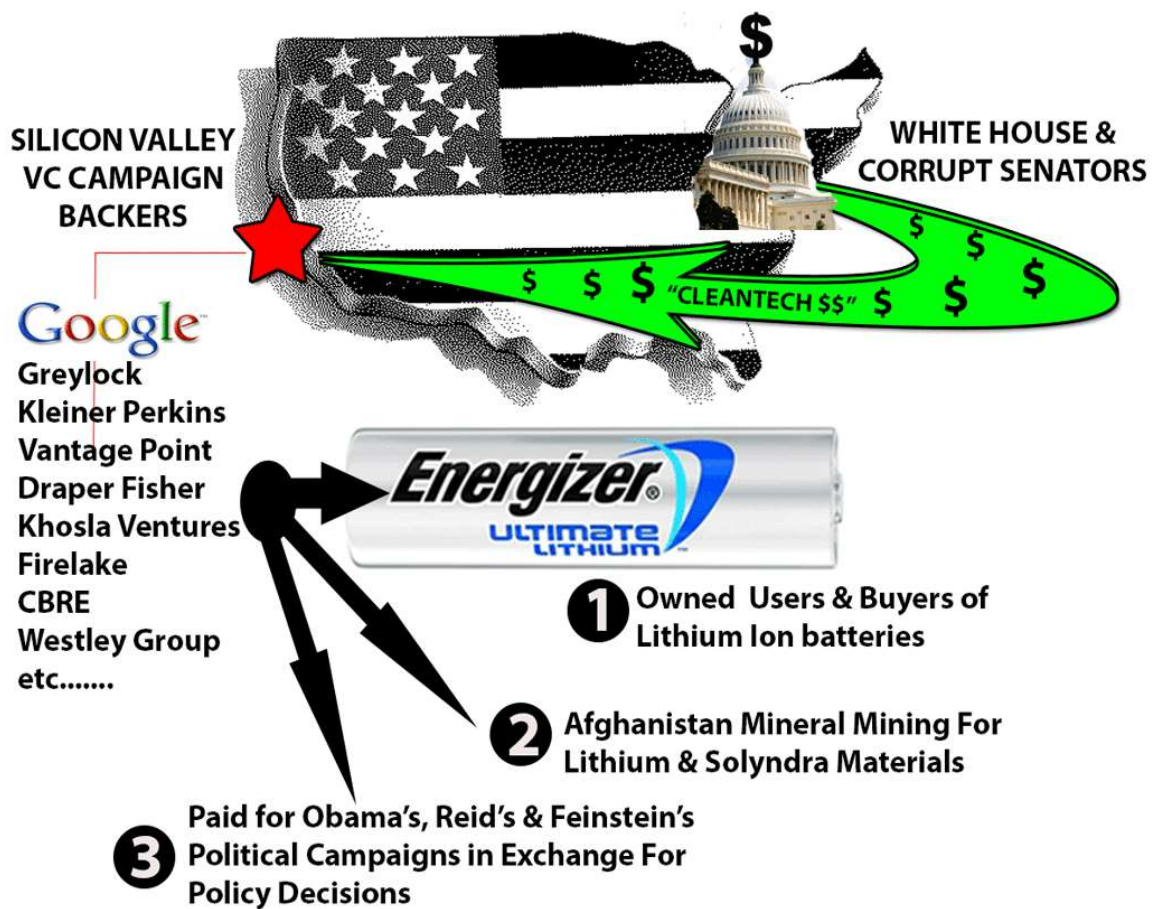 $
SILICON VALLEY
VC CAMPAIGN
BACKERS
WHITE HOUSE &
CORRUPT SENATORS
$ $ $ "CLEANTECH $$" $ $ $ $ $
Google™
Greylock
Kleiner Perkins
Vantage Point
Draper Fisher
Khosla Ventures
Firelake
CBRE
Westley Group
etc.......
Energizer®
ULTIMATE
LITHIUM™
1 Owned Users & Buyers of
Lithium Ion batteries
2 Afghanistan Mineral Mining For
Lithium & Solyndra Materials
3 Paid for Obama's, Reid's & Feinstein's
Political Campaigns in Exchange For
Policy Decisions